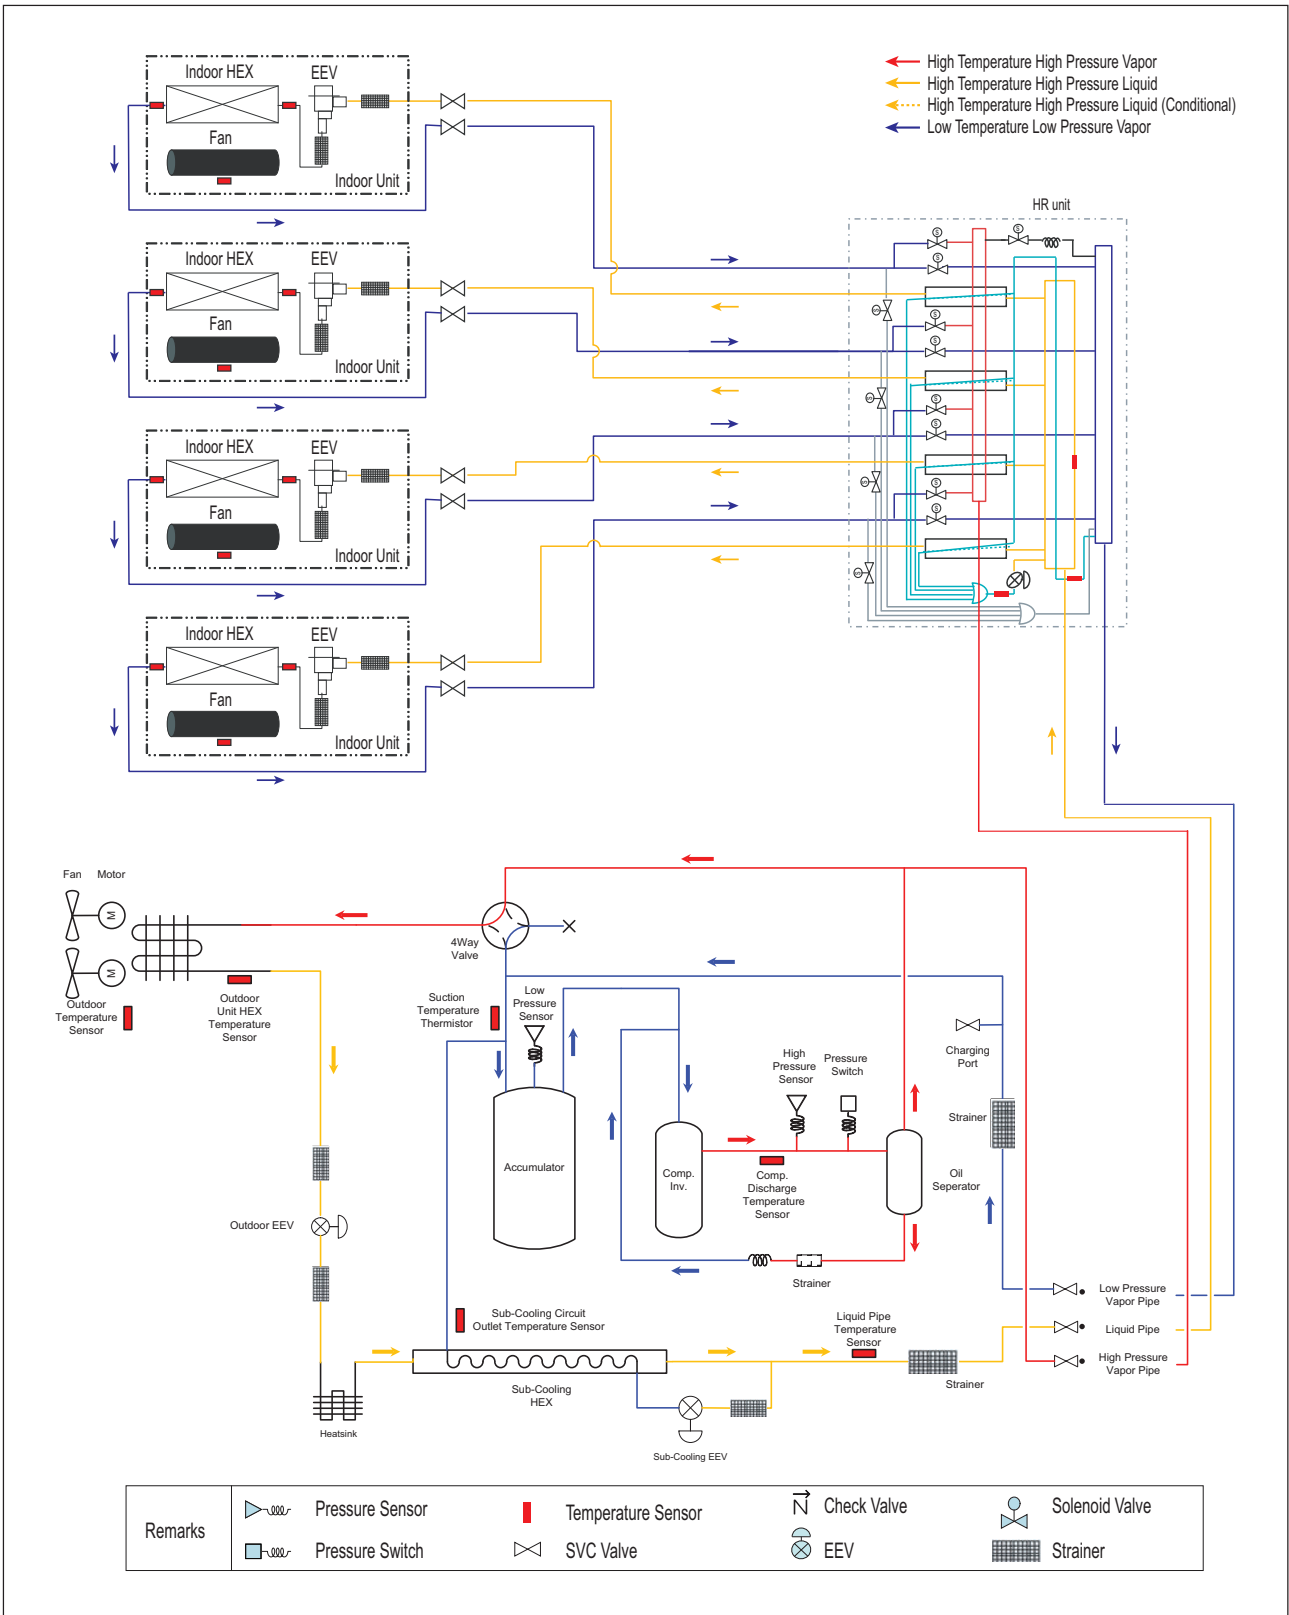 High Temperature High Pressure Vapor
High Temperature High Pressure Liquid
High Temperature High Pressure Liquid (Conditional)
Low Temperature Low Pressure Vapor
Indoor HEX
EEV
Fan
Indoor Unit
Indoor HEX
EEV
Fan
Indoor Unit
Indoor HEX
EEV
Fan
Indoor Unit
Indoor HEX
EEV
Fan
Indoor Unit
HR unit
S
S
S
S
S
S
S
S
S
S
S
S
S
Fan
Motor
M
M
Outdoor
Temperature
Sensor
Outdoor
Unit HEX
Temperature
Sensor
4Way
Valve
Suction
Temperature
Thermistor
Low
Pressure
Sensor
Accumulator
Comp.
Inv.
High
Pressure
Sensor
Pressure
Switch
Comp.
Discharge
Temperature
Sensor
Oil
Seperator
Charging
Port
Strainer
Strainer
Outdoor EEV
Sub-Cooling Circuit
Outlet Temperature Sensor
Liquid Pipe
Temperature
Sensor
Low Pressure
Vapor Pipe
Liquid Pipe
High Pressure
Vapor Pipe
Strainer
Sub-Cooling
HEX
Sub-Cooling EEV
Heatsink
Remarks
Pressure Sensor
Temperature Sensor
Check Valve
Solenoid Valve
Pressure Switch
SVC Valve
EEV
Strainer